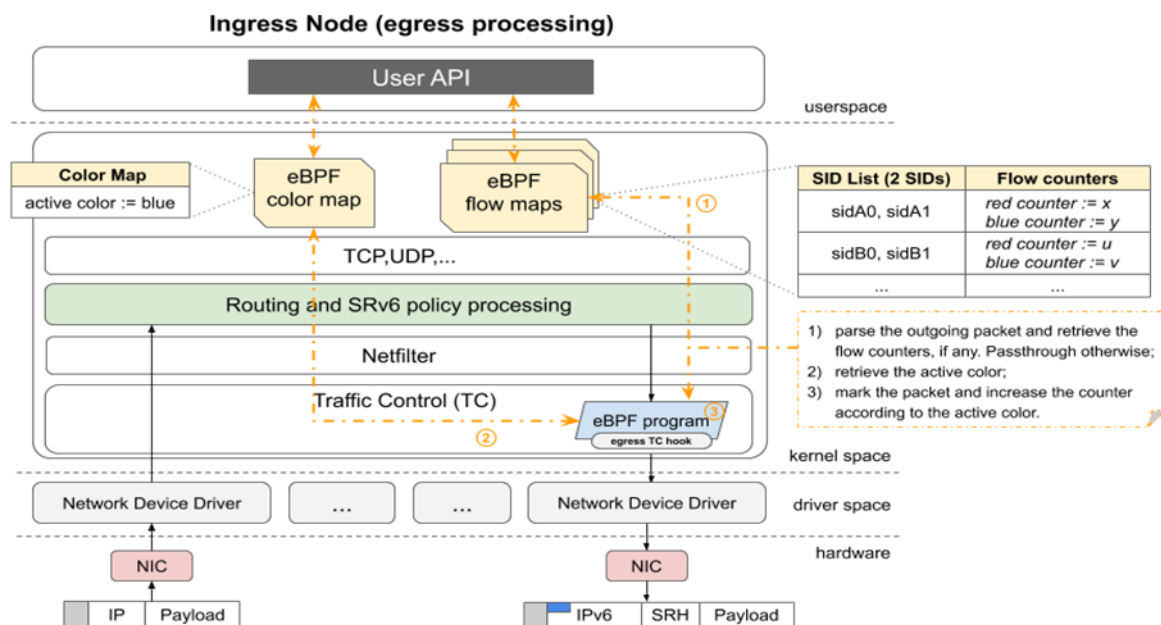 Ingress Node (egress processing)
User API
userspace
Color Map
active color := blue
eBPF
color map
eBPF
flow maps
①
SID List (2 SIDs)
Flow counters
sidA0, sidA1
red counter := x
blue counter := y
sidB0, sidB1
red counter := u
blue counter := v
...
...
TCP,UDP,...
Routing and SRv6 policy processing
Netfilter
Traffic Control (TC)
②
eBPF program
③
egress TC hook
1) parse the outgoing packet and retrieve the
flow counters, if any. Passthrough otherwise;
2) retrieve the active color;
3) mark the packet and increase the counter
according to the active color.
kernel space
Network Device Driver
...
...
Network Device Driver
driver space
hardware
NIC
NIC
IP
Payload
IPv6
SRH
Payload